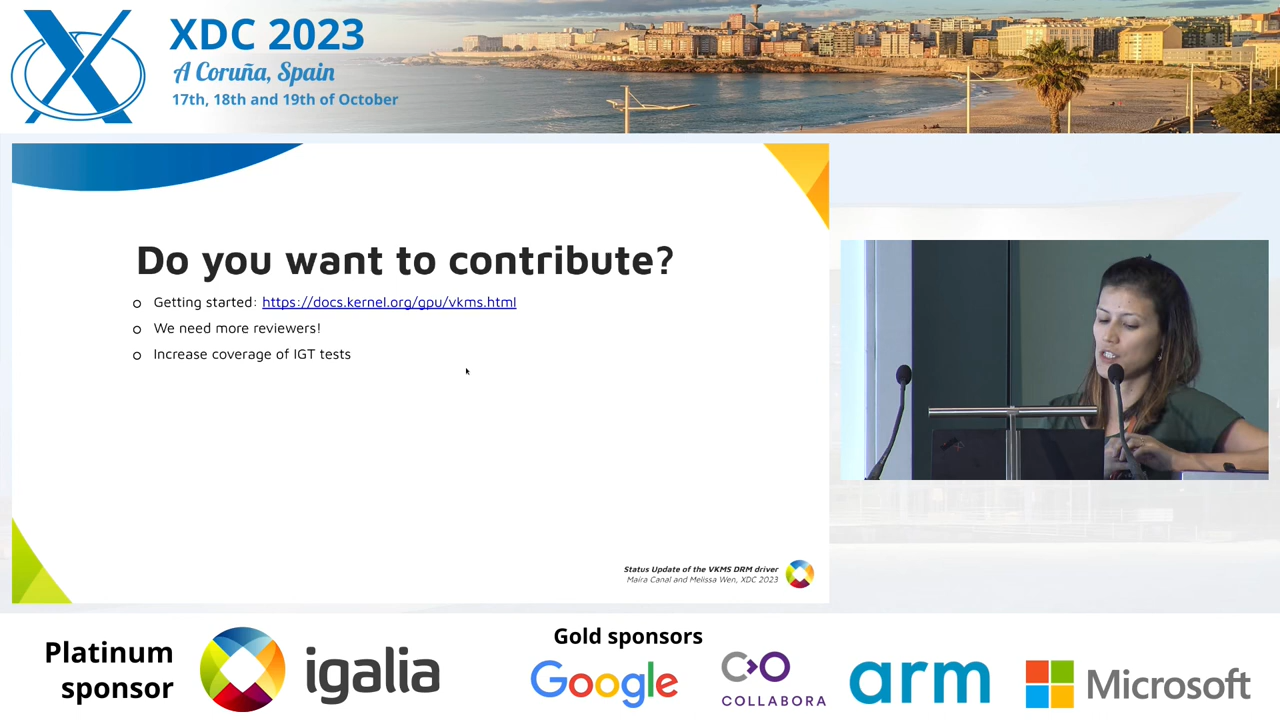 XDC 2023
A Coruña, Spain
17th, 18th and 19th of October
Do you want to contribute?
Getting started: https://docs.kernel.org/gpu/vkms.html
We need more reviewers!
Increase coverage of IGT tests
Status Update of the VKMS DRM driver
Maíra Canal and Melissa Wen, XDC 2023
Platinum
sponsor
igalia
Gold sponsors
Google
COLLABORA
arm
Microsoft